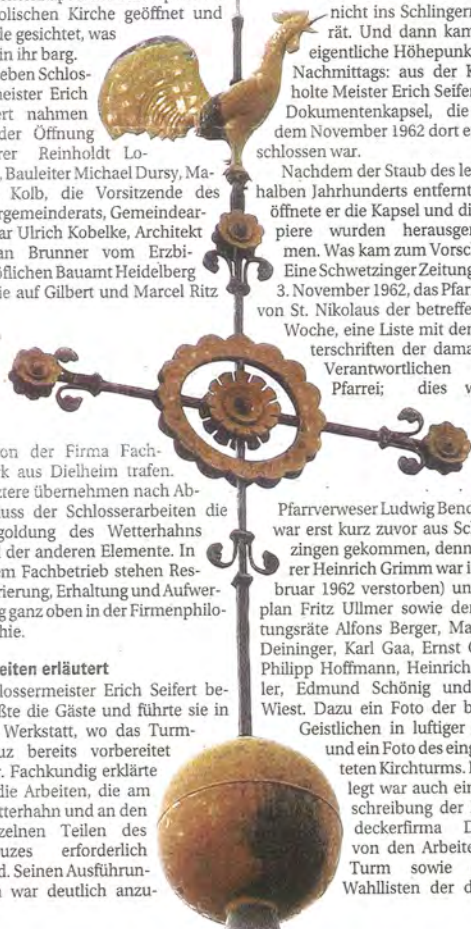 olischen Kirche geöffnet und
le gesichtet, was
in ihr barg.
eben Schlos-
meister Erich
ert nahmen
der Öffnung
rer Reinholdt Lo-
, Bauleiter Michael Dursy, Ma-
Kolb, die Vorsitzende des
rgemeinderats, Gemeindear-
ar Ulrich Kobelke, Architekt
an Brunner vom Erzbi-
öflichen Bauamt Heidelberg
ie auf Gilbert und Marcel Ritz
on der Firma Fach-
rk aus Dielheim trafen.
tere übernehmen nach Ab-
uss der Schlosserarbeiten die
goldung des Wetterhahns
l der anderen Elemente. In
em Fachbetrieb stehen Res-
rierung, Erhaltung und Aufwer-
g ganz oben in der Firmenphilo-
hie.
eiten erläutert
lossermeister Erich Seifert be-
ßte die Gäste und führte sie in
Werkstatt, wo das Turm-
uz bereits vorbereitet
r. Fachkundig erklärte
die Arbeiten, die am
tterhahn und an den
zelnen Teilen des
uzes erforderlich
d. Seinen Ausführun-
n war deutlich anzu-
nicht ins Schlingern
rät. Und dann kam
eigentliche Höhepunk
Nachmittags: aus der K
holte Meister Erich Seifer
Dokumentenkapsel, die
dem November 1962 dort e
schlossen war.
Nachdem der Staub des le
halben Jahrhunderts entfernt
öffnete er die Kapsel und di
piere wurden herausge
men. Was kam zum Vorsch
Eine Schwetzinger Zeitung
3. November 1962, das Pfar
von St. Nikolaus der betreffe
Woche, eine Liste mit der
terschriften der dama
Verantwortlichen
Pfarrei; dies w
Pfarrverweser Ludwig Benc
war erst kurz zuvor aus Sc
zingen gekommen, denn
rer Heinrich Grimm war i
bruar 1962 verstorben) un
plan Fritz Ullmer sowie der
tungsräte Alfons Berger, Ma
Deininger, Karl Gaa, Ernst C
Philipp Hoffmann, Heinrich
ler, Edmund Schönig und
Wiest. Dazu ein Foto der b
Geistlichen in luftiger
und ein Foto des eing
teten Kirchturms. I
legt war auch ein
schreibung der
deckerfirma D
von den Arbeite
Turm sowie
Wahllisten der d